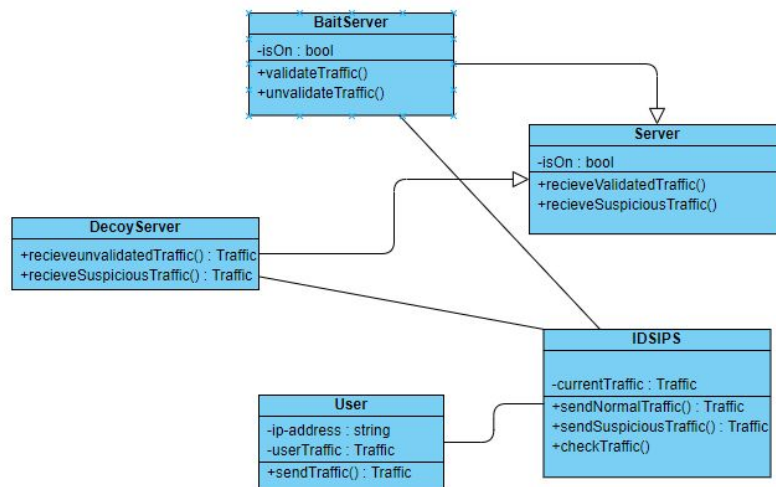 BaitServer
-isOn : bool
+validateTraffic()
+unvalidateTraffic()
Server
-isOn : bool
+recieveValidatedTraffic()
+recieveSuspiciousTraffic()
DecoyServer
+recieveunvalidatedTraffic() : Traffic
+recieveSuspiciousTraffic() : Traffic
IDSIPS
-currentTraffic : Traffic
+sendNormalTraffic() : Traffic
+sendSuspiciousTraffic() : Traffic
+checkTraffic()
User
-ip-address : string
-userTraffic : Traffic
+sendTraffic() : Traffic